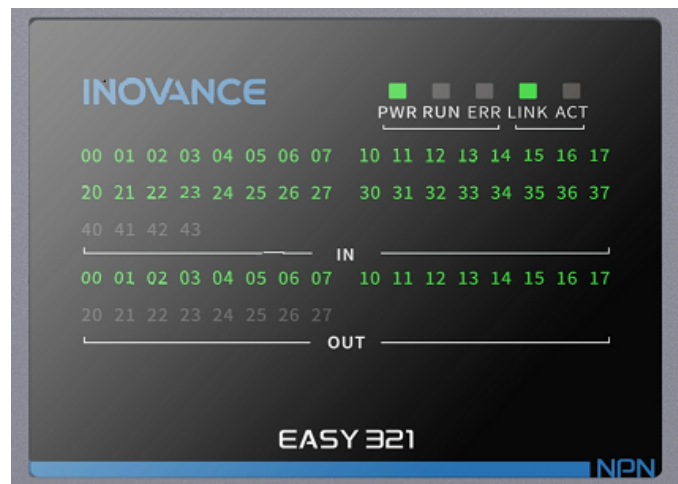 INOVANCE
PWR RUN ERR LINK ACT
00 01 02 03 04 05 06 07 10 11 12 13 14 15 16 17
20 21 22 23 24 25 26 27 30 31 32 33 34 35 36 37
40 41 42 43
IN
00 01 02 03 04 05 06 07 10 11 12 13 14 15 16 17
20 21 22 23 24 25 26 27
OUT
EASY 321
NPN